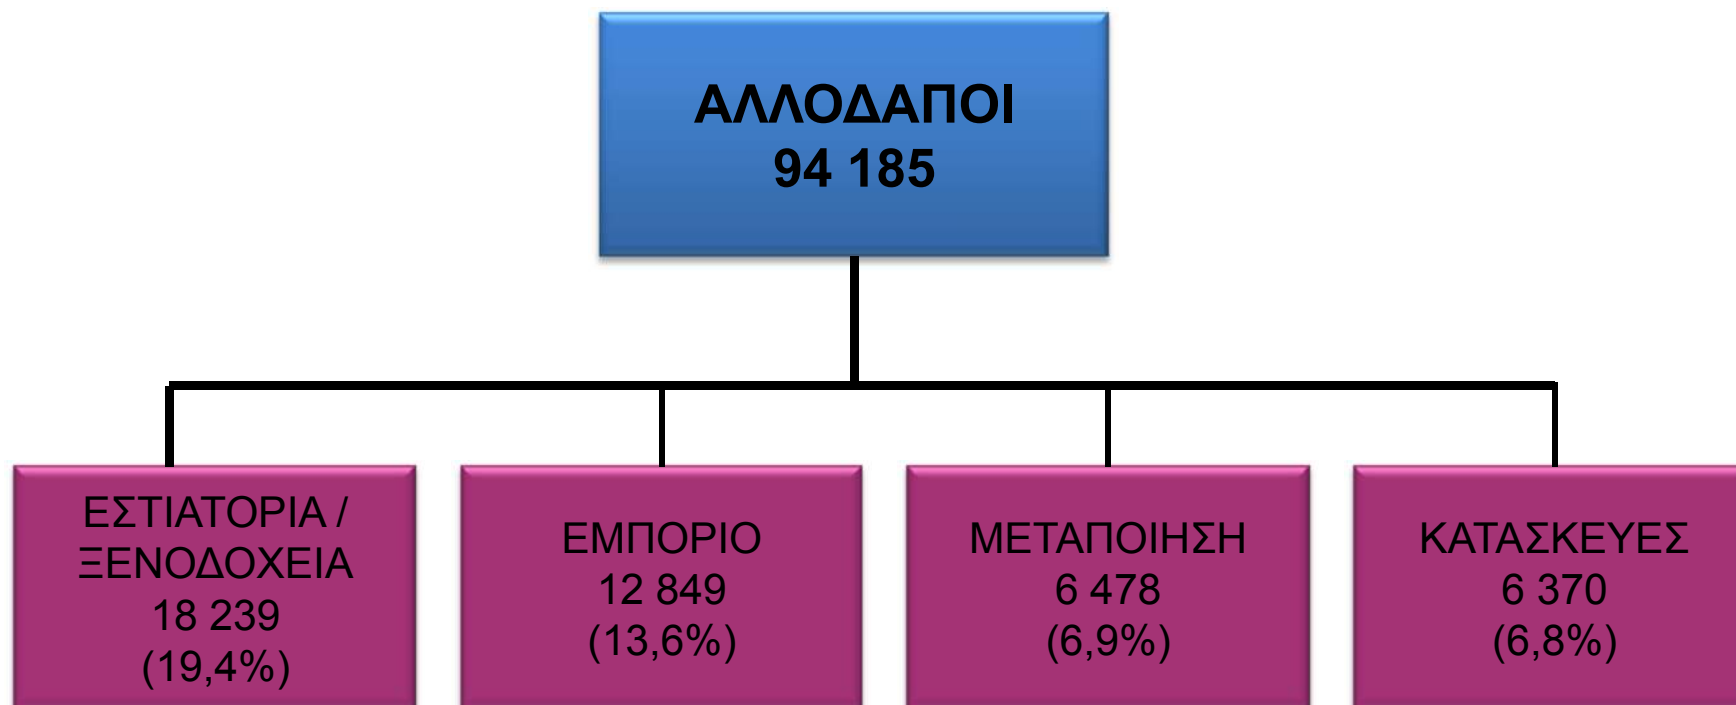 ΑΛΛΟΔΑΠΟΙ
94 185
ΕΣΤΙΑΤΟΡΙΑ /
ΞΕΝΟΔΟΧΕΙΑ
18 239
(19,4%)
ΕΜΠΟΡΙΟ
12 849
(13,6%)
ΜΕΤΑΠΟΙΗΣΗ
6 478
(6,9%)
ΚΑΤΑΣΚΕΥΕΣ
6 370
(6,8%)